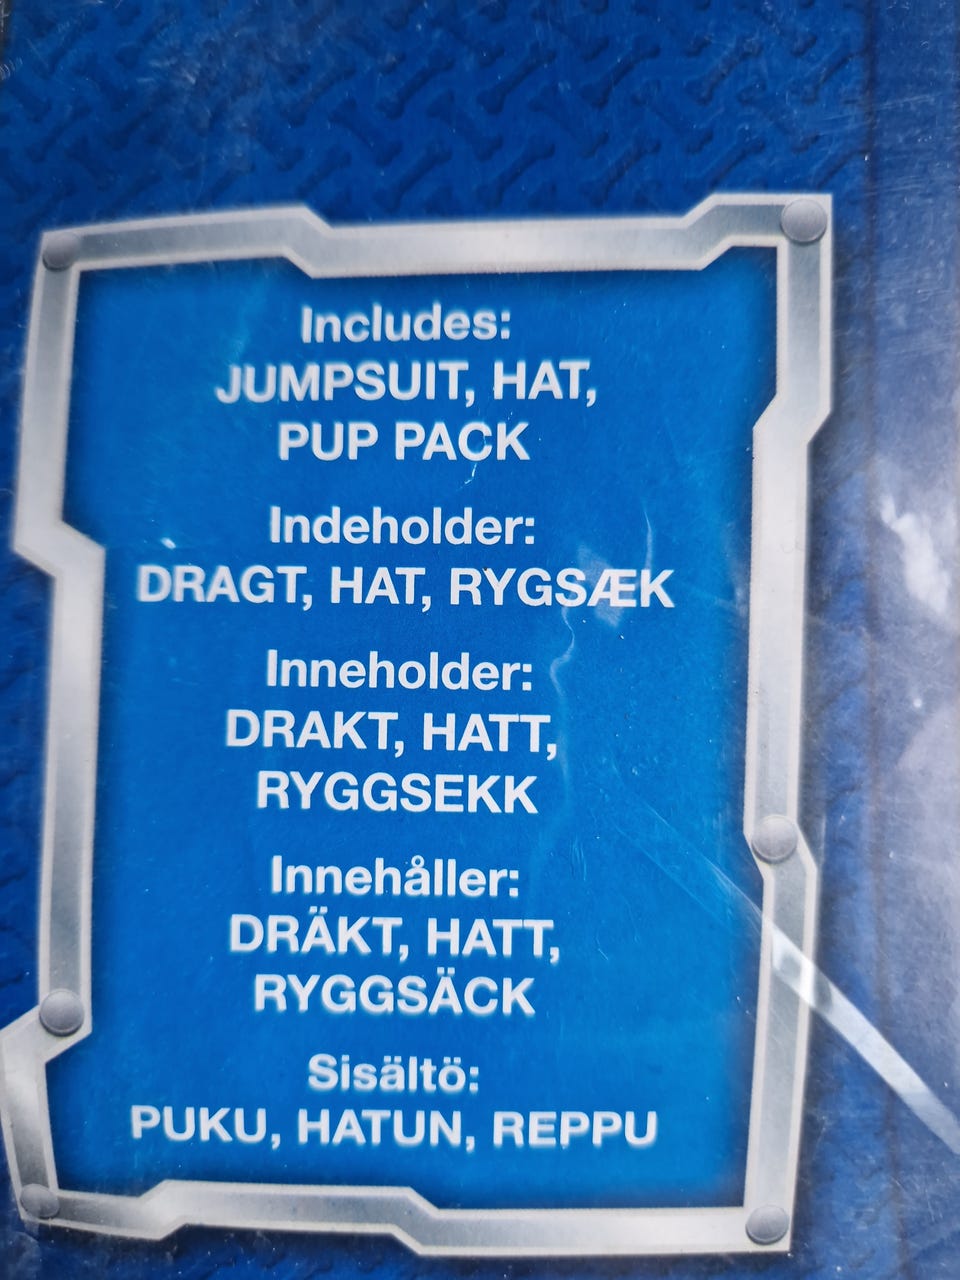 Includes:
JUMPSUIT, HAT,
PUP PACK
Indeholder:
DRAGT, HAT, RYGSÆK
Inneholder:
DRAKT, HATT,
RYGGSEKK
Innehåller:
DRÄKT, HATT,
RYGGSÄCK
Sisältö:
PUKU, HATUN, REPPU